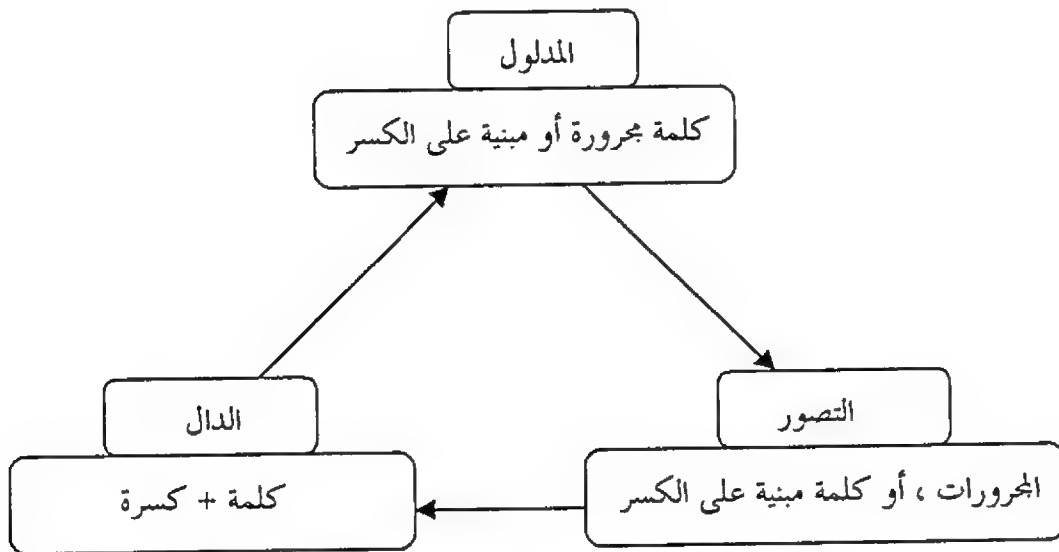 المدلول
كلمة مجرورة أو مبنية على الكسر
التصور
المجرورات ، أو كلمة مبنية على الكسر
الدال
كلمة + كسرة